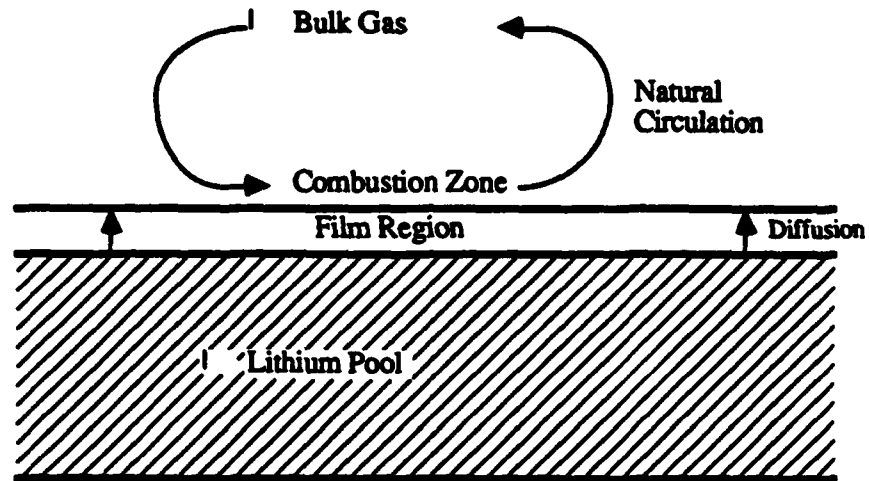 Bulk Gas
Natural
Circulation
Combustion Zone
Film Region
Diffusion
Lithium Pool